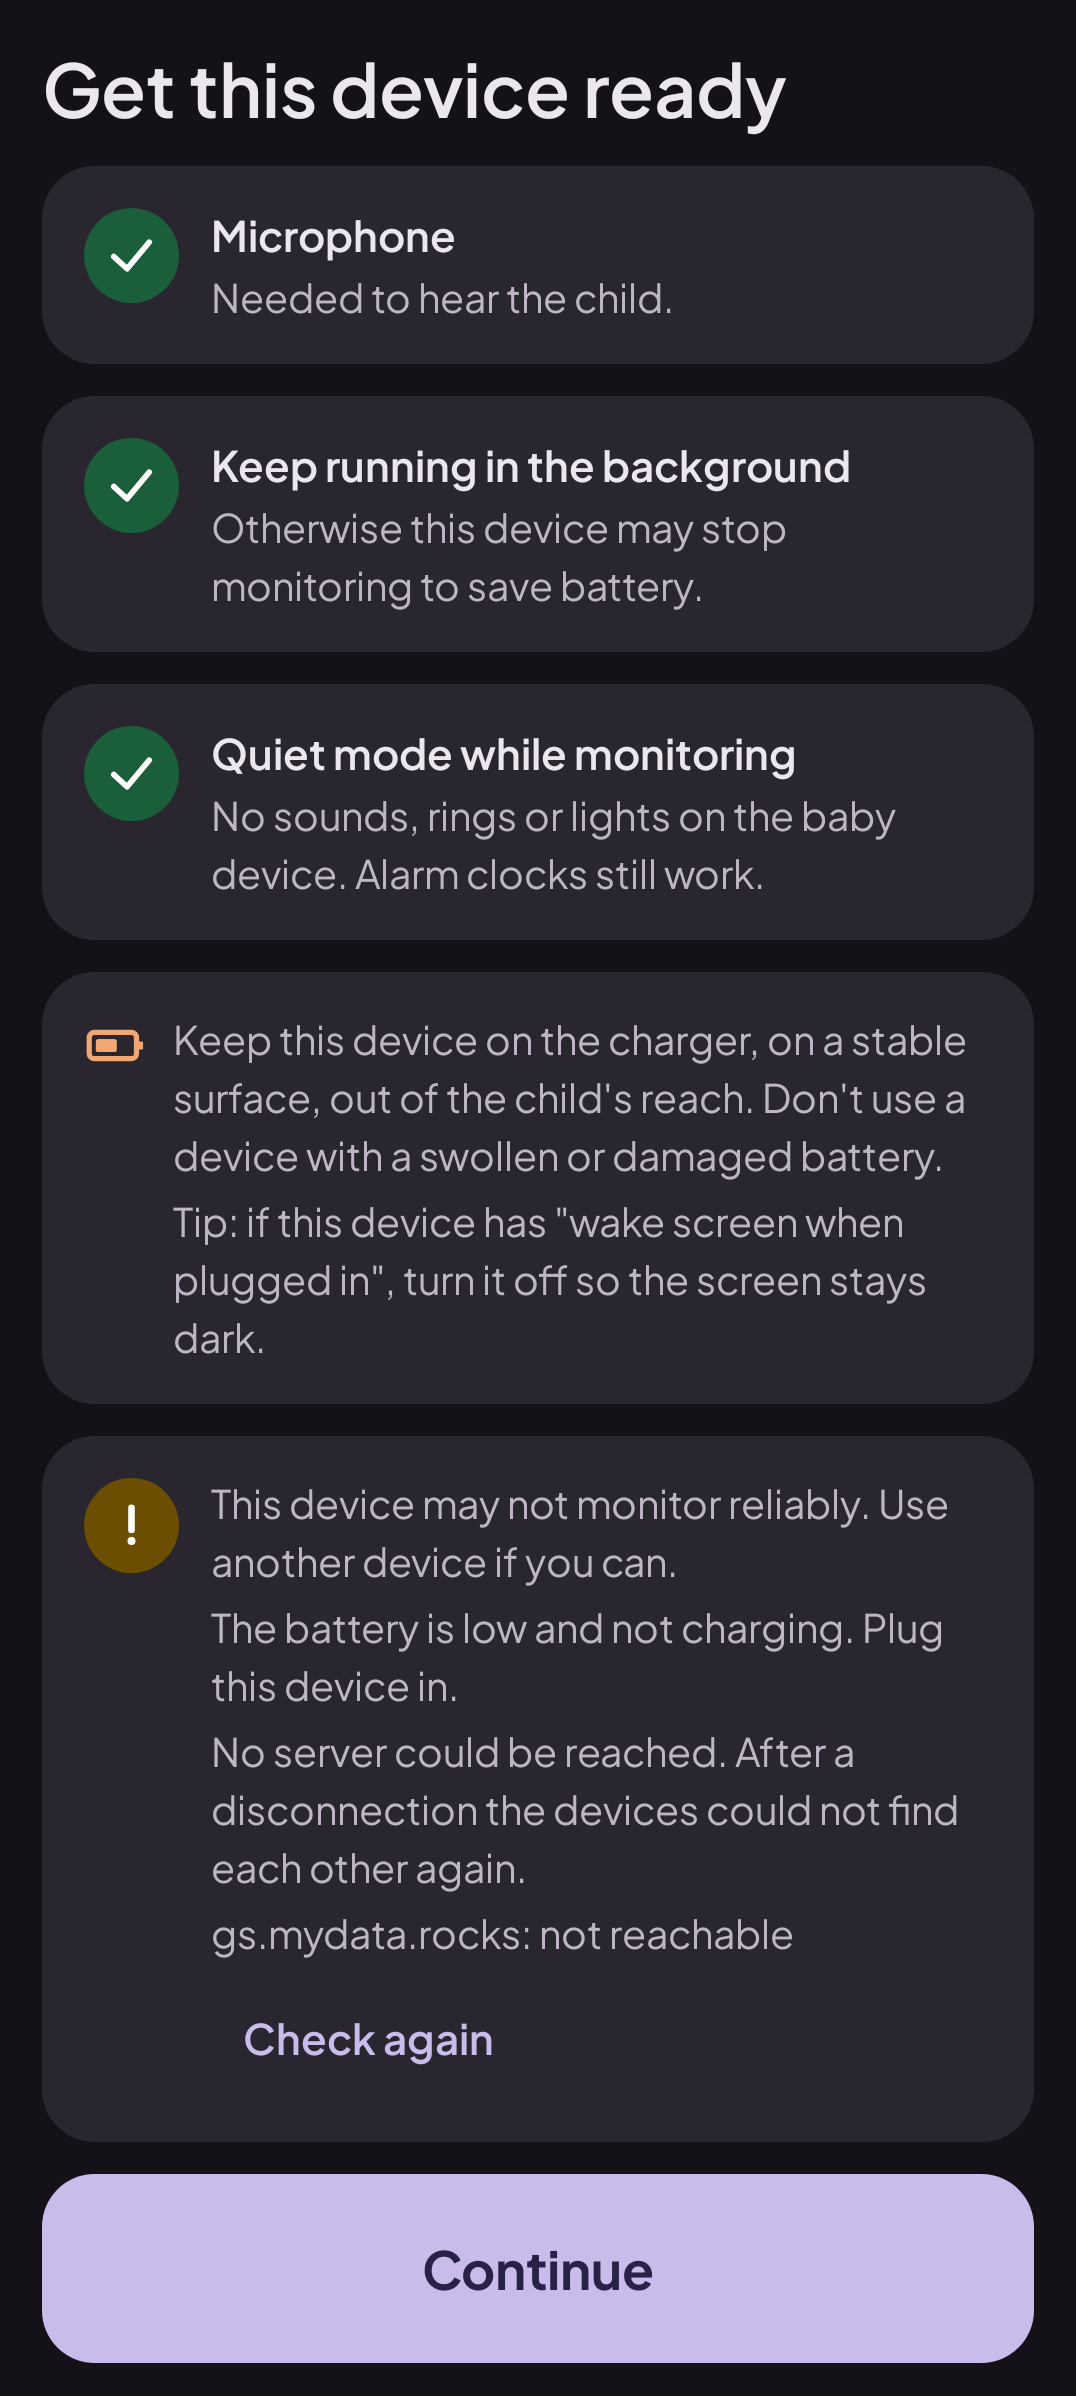 Get this device ready
Microphone
Needed to hear the child.
Keep running in the background
Otherwise this device may stop
monitoring to save battery.
Quiet mode while monitoring
No sounds, rings or lights on the baby
device. Alarm clocks still work.
Keep this device on the charger, on a stable
surface, out of the child's reach. Don't use a
device with a swollen or damaged battery.
Tip: if this device has "wake screen when
plugged in", turn it off so the screen stays
dark.
This device may not monitor reliably. Use
another device if you can.
The battery is low and not charging. Plug
this device in.
No server could be reached. After a
disconnection the devices could not find
each other again.
gs.mydata.rocks: not reachable
Check again
Continue